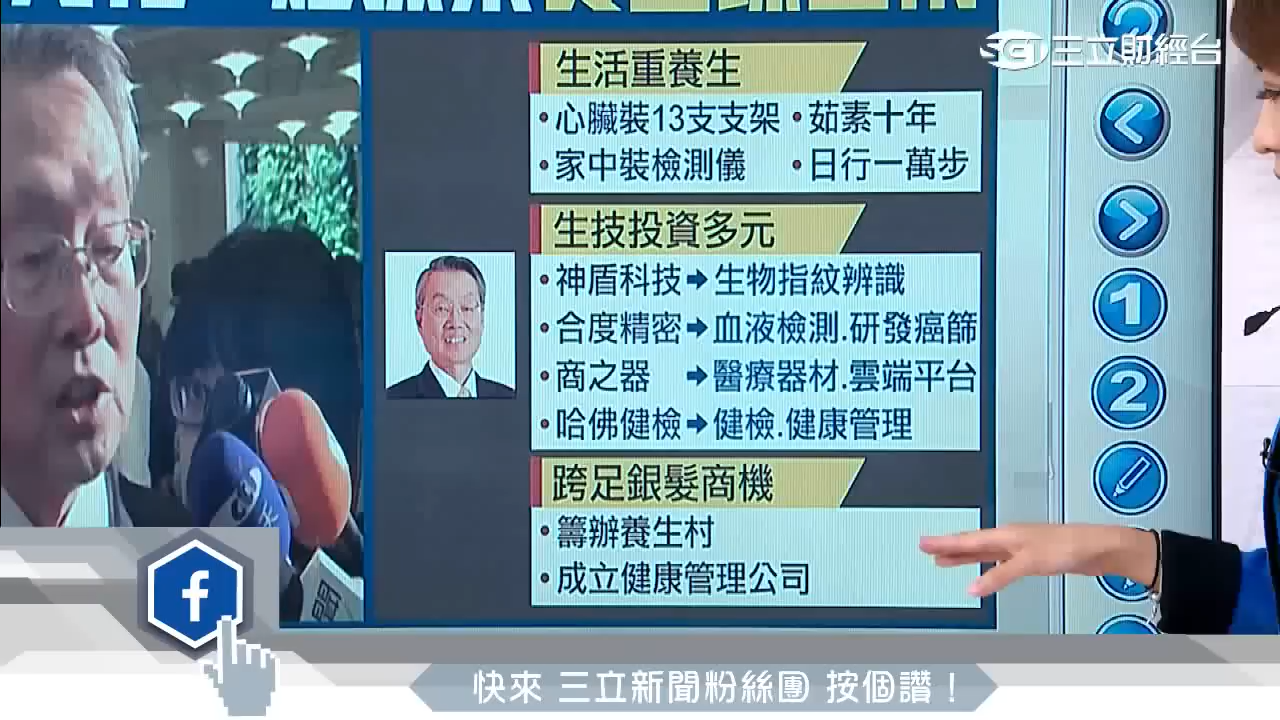 三立財經台
生活重養生
•心臟裝13支支架 •茹素十年
•家中裝檢測儀 •日行一萬步
生技投資多元
•神盾科技➡生物指紋辨識
•合度精密➡血液檢測.研發癌篩
•商之器 ➡醫療器材.雲端平台
•哈佛健檢➡健檢.健康管理
跨足銀髮商機
•籌辦養生村
•成立健康管理公司
1
2
f
快來 三立新聞粉絲團 按個讚！